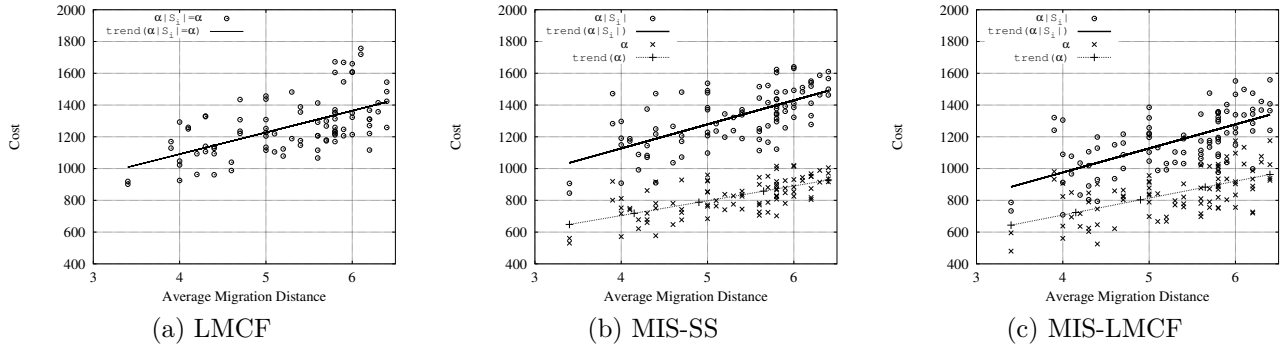 α|S_i|=α
trend(α|S_i|=α)
2000
1800
1600
1400
1200
1000
800
600
400
Cost
3 4 5 6
Average Migration Distance
(a) LMCF
α|S_i|
trend(α|S_i|)
α
trend(α)
2000
1800
1600
1400
1200
1000
800
600
400
Cost
3 4 5 6
Average Migration Distance
(b) MIS-SS
α|S_i|
trend(α|S_i|)
α
trend(α)
2000
1800
1600
1400
1200
1000
800
600
400
Cost
3 4 5 6
Average Migration Distance
(c) MIS-LMCF